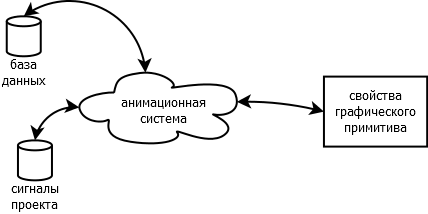 база
данных
анимационная
система
свойства
графического
примитива
сигналы
проекта